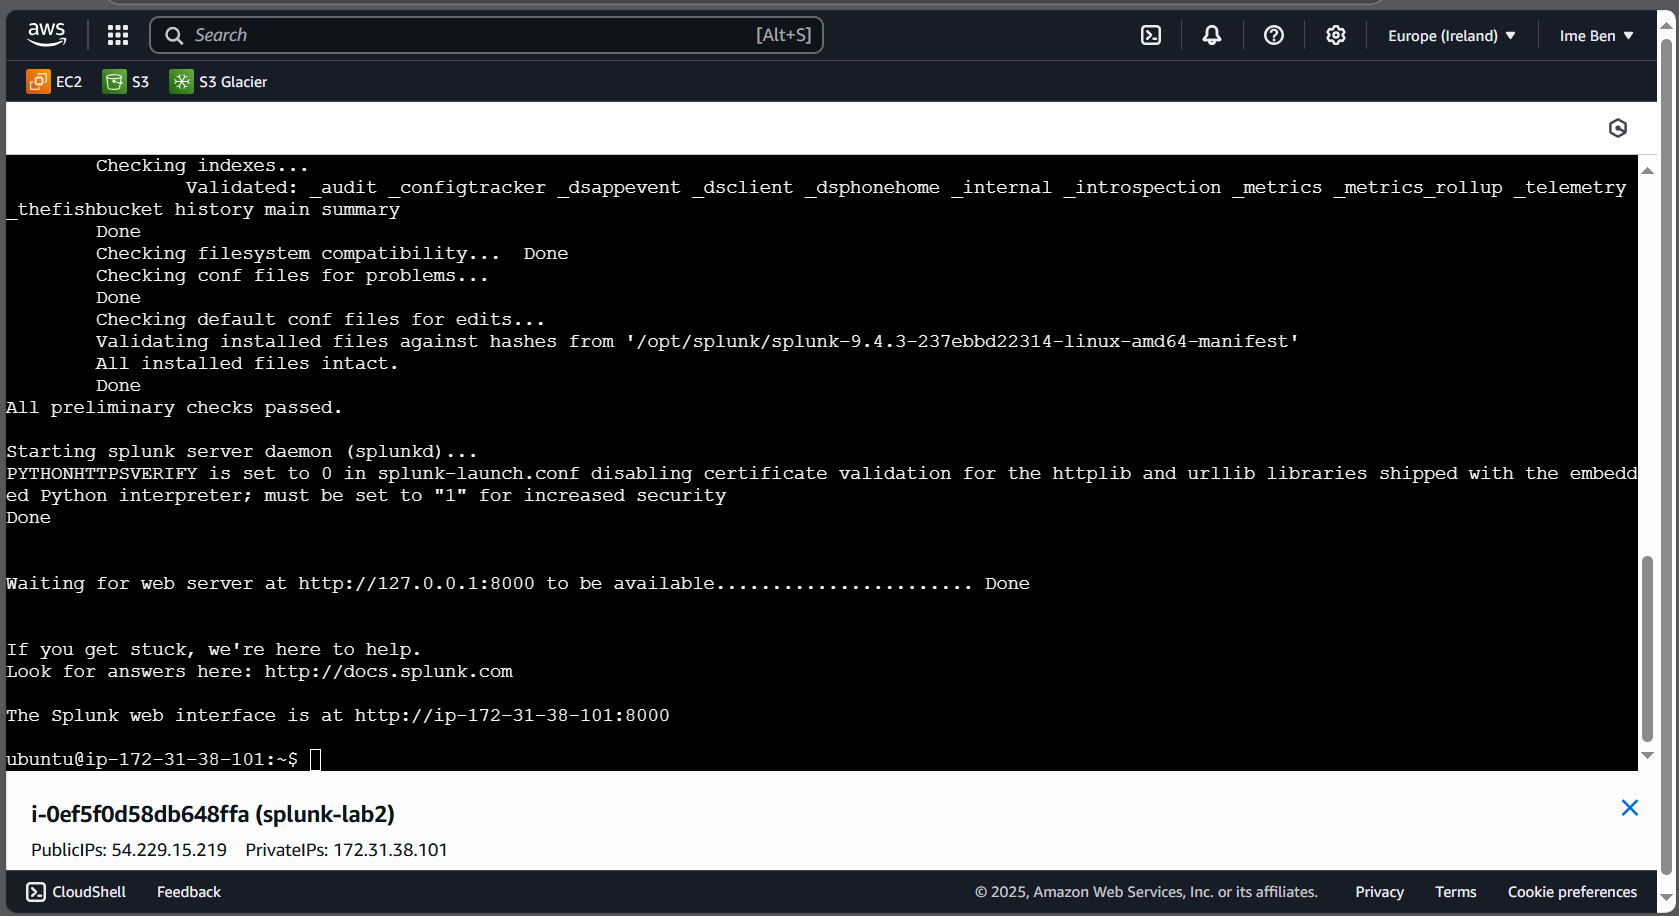 aws
Search [Alt+S]
Europe (Ireland)
Ime Ben
EC2
S3
S3 Glacier
Checking indexes...
Validated: _audit _configtracker _dsappevent _dsclient _dsphonehome _internal _introspection _metrics _metrics_rollup _telemetry
_thefishbucket history main summary
Done
Checking filesystem compatibility... Done
Checking conf files for problems...
Done
Checking default conf files for edits...
Validating installed files against hashes from '/opt/splunk/splunk-9.4.3-237ebbd22314-linux-amd64-manifest'
All installed files intact.
Done
All preliminary checks passed.
Starting splunk server daemon (splunkd)...
PYTHONHTTPSVERIFY is set to 0 in splunk-launch.conf disabling certificate validation for the httplib and urllib libraries shipped with the embedd
ed Python interpreter; must be set to "1" for increased security
Done
Waiting for web server at http://127.0.0.1:8000 to be available....................... Done
If you get stuck, we're here to help.
Look for answers here: http://docs.splunk.com
The Splunk web interface is at http://ip-172-31-38-101:8000
ubuntu@ip-172-31-38-101:~$
i-0ef5f0d58db648ffa (splunk-lab2)
PublicIPs: 54.229.15.219 PrivateIPs: 172.31.38.101
CloudShell
Feedback
© 2025, Amazon Web Services, Inc. or its affiliates.
Privacy
Terms
Cookie preferences